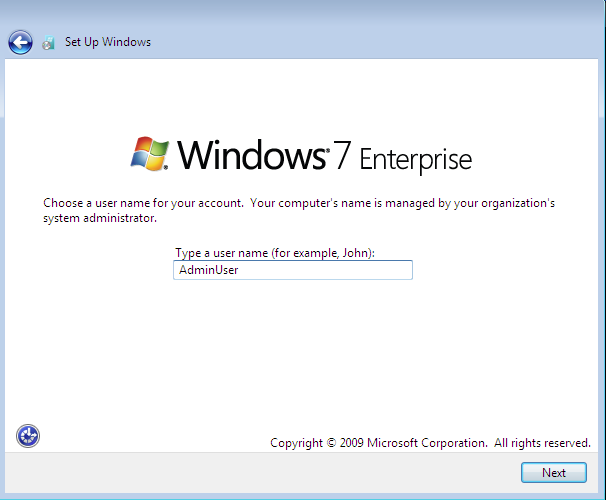 Set Up Windows
Windows® 7 Enterprise
Choose a user name for your account.  Your computer's name is managed by your organization's
system administrator.
Type a user name (for example, John):
AdminUser
Copyright © 2009 Microsoft Corporation.  All rights reserved.
Next